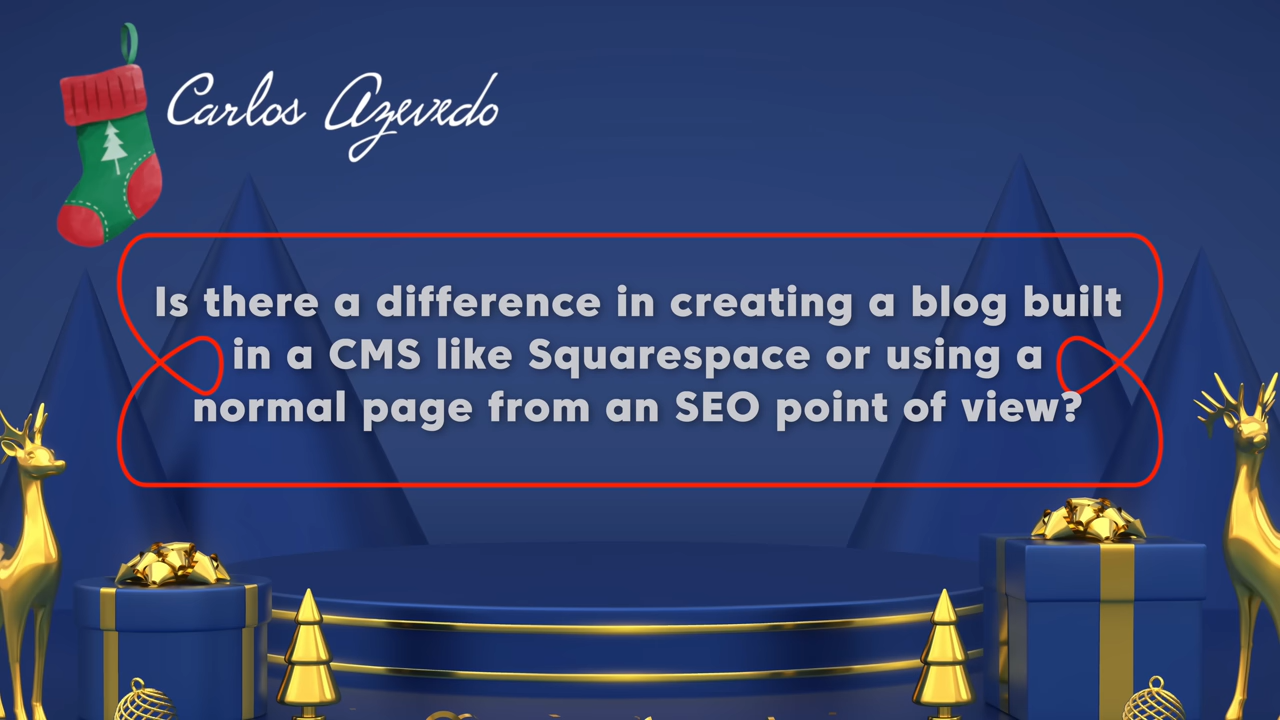 Carlos Azevedo
Is there a difference in creating a blog built
in a CMS like Squarespace or using a
normal page from an SEO point of view?